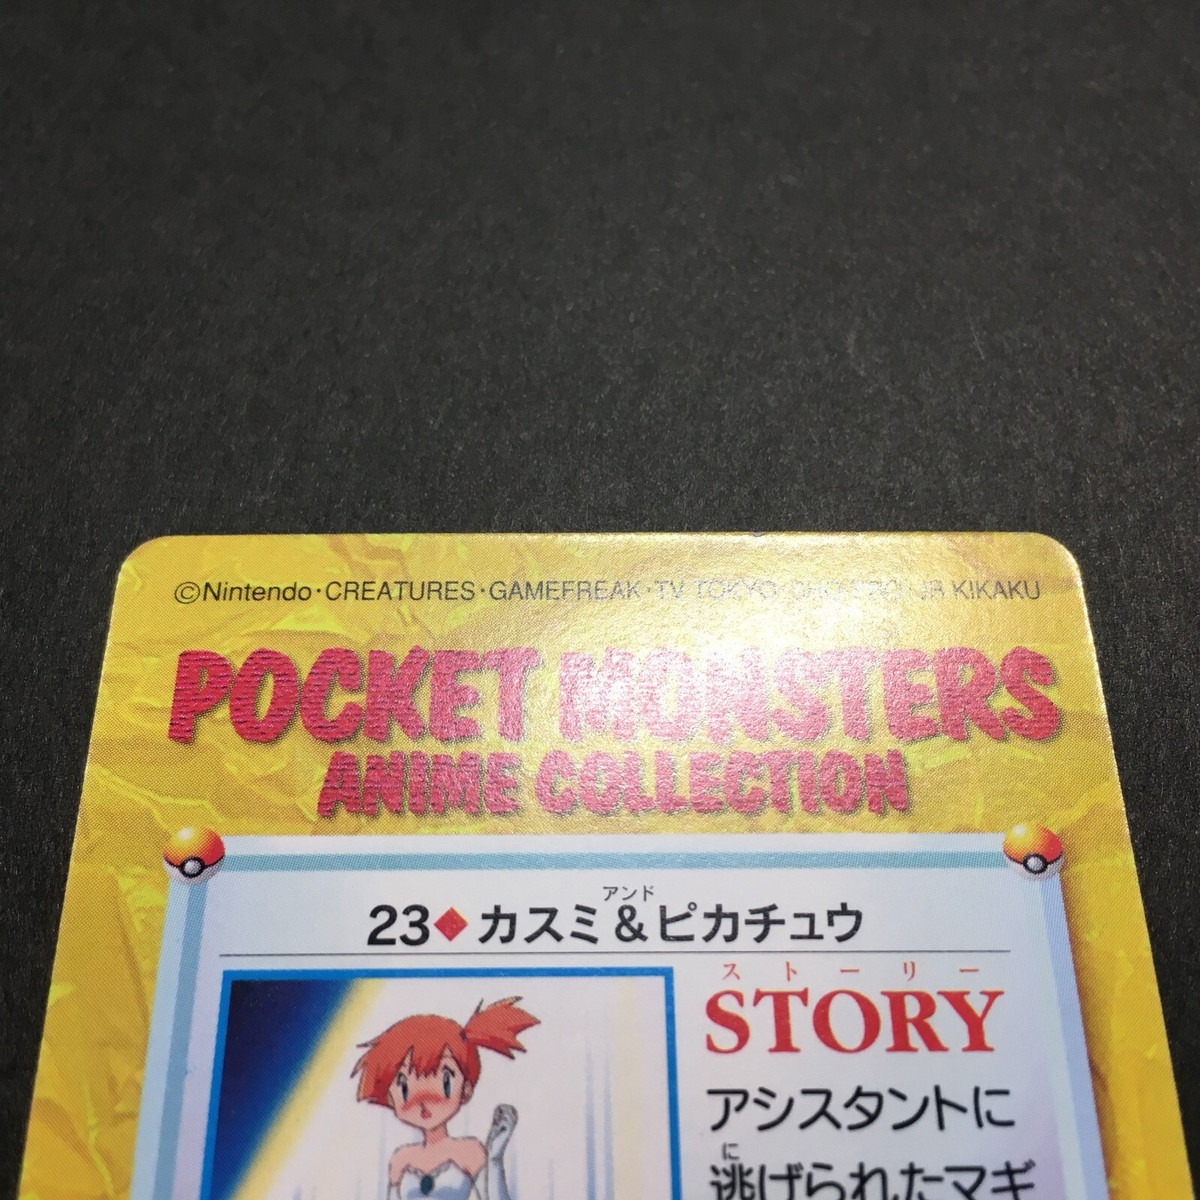 ©Nintendo・CREATURES・GAMEFREAK・TV TOKYO・ ・JR KIKAKU
POCKET MONSTERS
ANIME COLLECTION
アンド
23◆カスミ&ピカチュウ
ストーリー
STORY
アシスタントに
に
逃げられたマギ